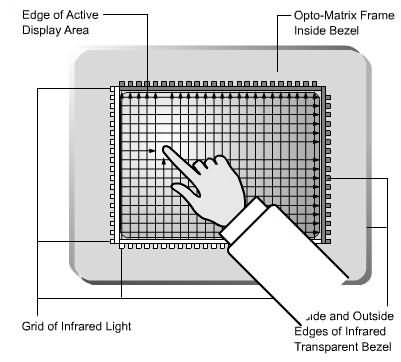 Edge of Active
Display Area
Opto-Matrix Frame
Inside Bezel
Grid of Infrared Light
and Outside
Edges of Infrared
Transparent Bezel